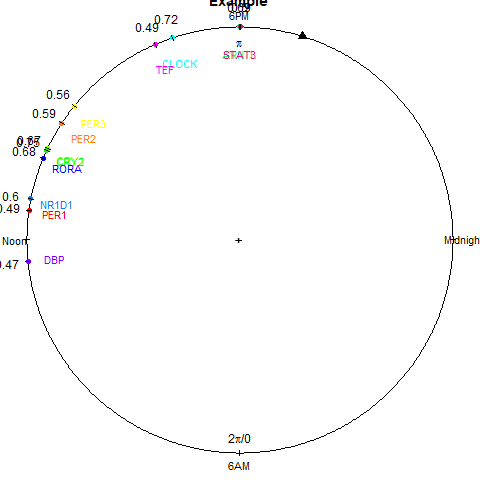 Example
6PM
π
STAT3
0.72
0.49
CLOCK
TEF
0.56
0.59
PER3
PER2
0.68
CRY2
RORA
0.6
NR1D1
0.49
PER1
Noon
Midnigh
0.47
DBP
2π/0
6AM